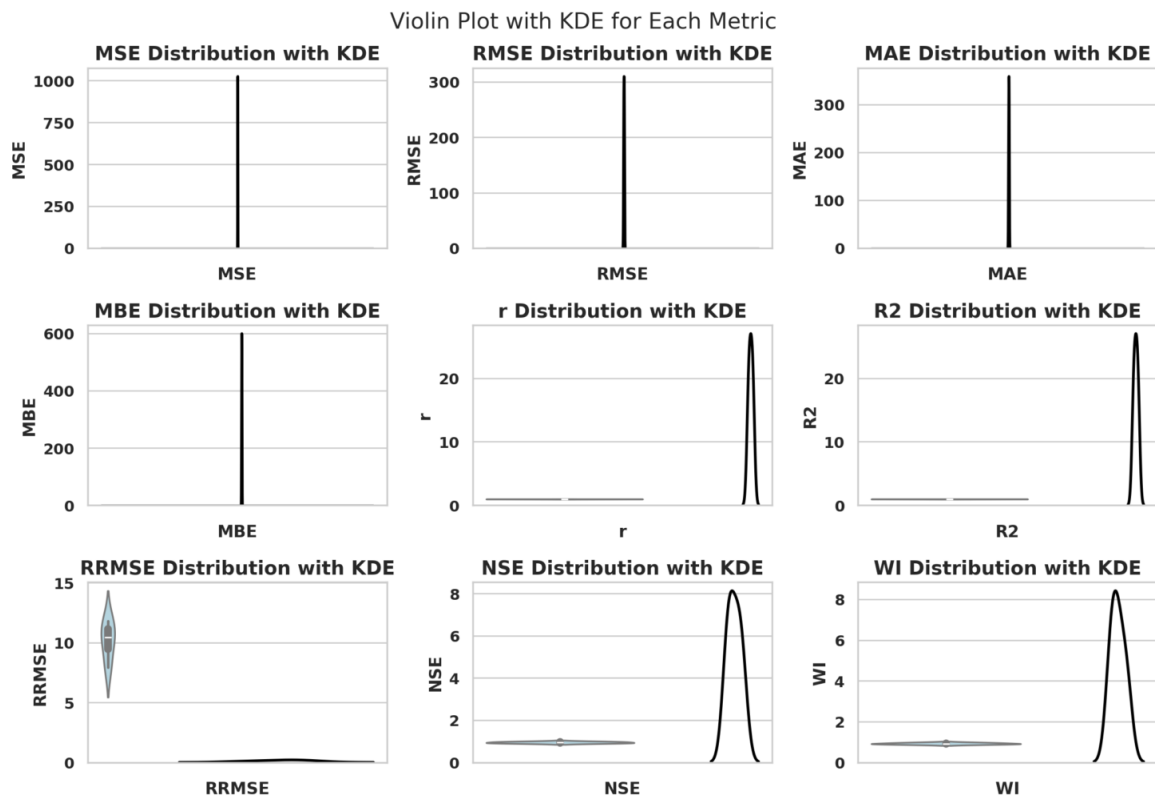 Violin Plot with KDE for Each Metric
MSE Distribution with KDE
1000
750
500
250
0
MSE
MSE
RMSE Distribution with KDE
300
200
100
0
RMSE
RMSE
MAE Distribution with KDE
300
200
100
0
MAE
MAE
MBE Distribution with KDE
600
400
200
0
MBE
MBE
r Distribution with KDE
20
10
0
r
r
R2 Distribution with KDE
20
10
0
R2
R2
RRMSE Distribution with KDE
15
10
5
0
RRMSE
RRMSE
NSE Distribution with KDE
8
6
4
2
0
NSE
NSE
WI Distribution with KDE
8
6
4
2
0
WI
WI